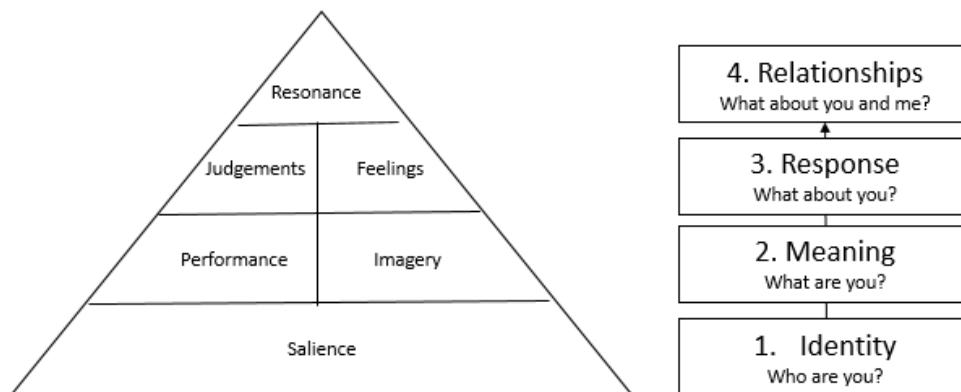 Resonance
Judgements
Feelings
Performance
Imagery
Salience
4. Relationships
What about you and me?
3. Response
What about you?
2. Meaning
What are you?
1. Identity
Who are you?